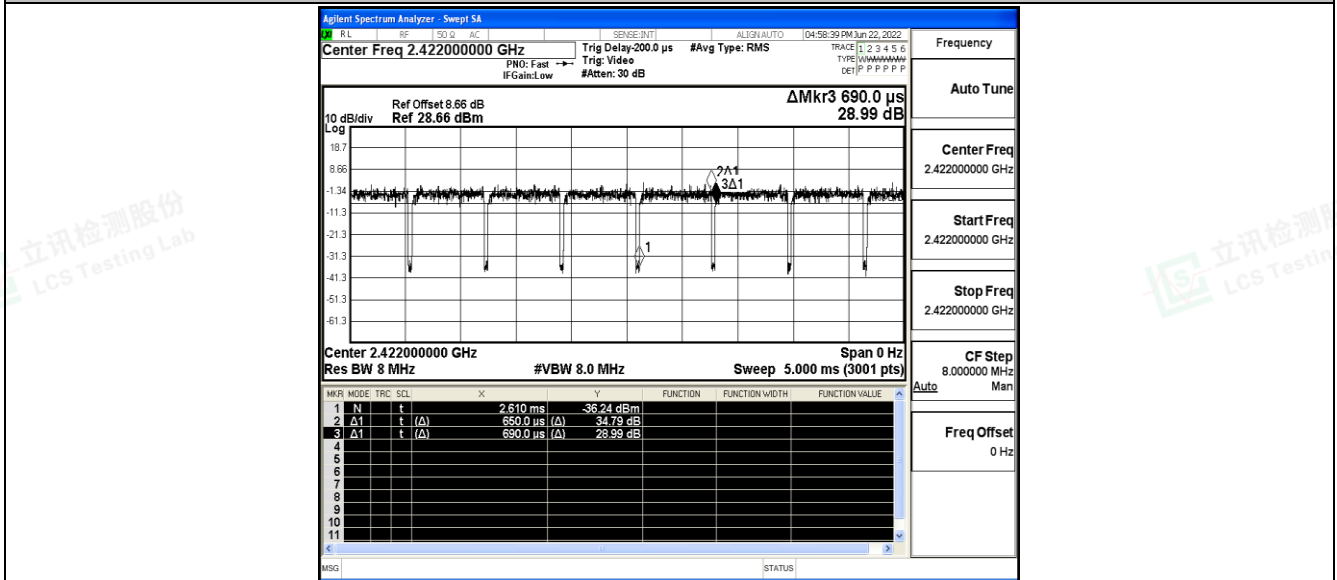 Agilent Spectrum Analyzer - Swept SA
RL RF 50 Ω AC SENSE:INT ALIGN AUTO 04:58:39 PM Jun 22, 2022
Center Freq 2.422000000 GHz
PNO: Fast
IFGain:Low
Trig Delay-200.0 µs
Trig: Video
#Atten: 30 dB
#Avg Type: RMS
TRACE 1 2 3 4 5 6
TYPE
DET P P P P P P
ΔMkr3 690.0 µs
28.99 dB
Ref Offset 8.66 dB
10 dB/div Ref 28.66 dBm
Log
18.7
8.66
-1.34
-11.3
-21.3
-31.3
-41.3
-51.3
-61.3
2Δ1
3Δ1
1
Center 2.422000000 GHz Span 0 Hz
Res BW 8 MHz #VBW 8.0 MHz Sweep 5.000 ms (3001 pts)
MKR MODE TRC SCL X Y FUNCTION FUNCTION WIDTH FUNCTION VALUE
1 N t 2.610 ms -36.24 dBm
2 Δ1 t (Δ) 650.0 µs (Δ) 34.79 dB
3 Δ1 t (Δ) 690.0 µs (Δ) 28.99 dB
4
5
6
7
8
9
10
11
MSG STATUS
Frequency
Auto Tune
Center Freq
2.422000000 GHz
Start Freq
2.422000000 GHz
Stop Freq
2.422000000 GHz
CF Step
8.000000 MHz
Auto Man
Freq Offset
0 Hz
立讯检测股份
LCS Testing Lab
立讯检测股
LCS Testin